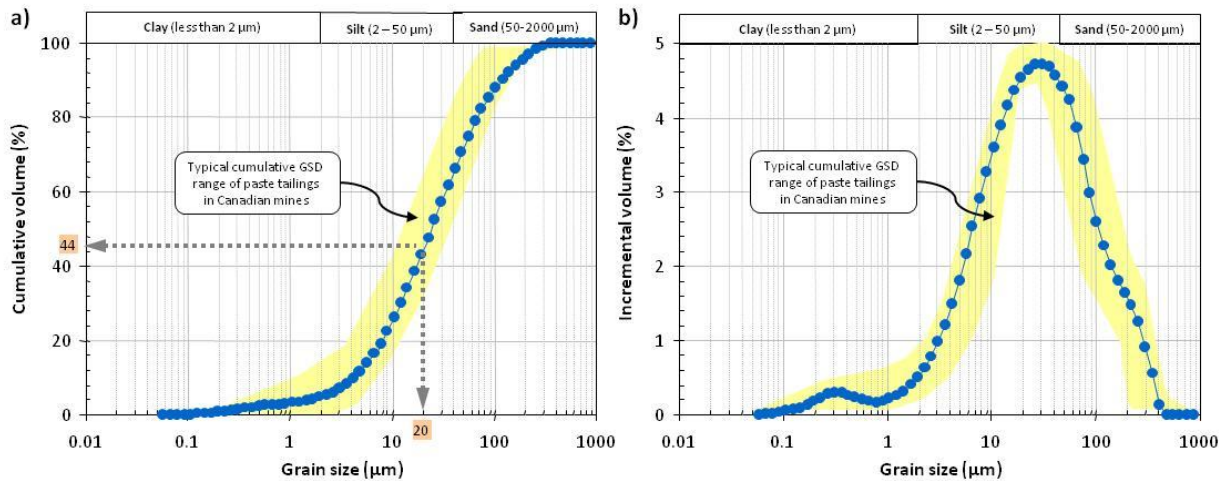 a)
Clay (less than 2 µm) Silt (2 – 50 µm) Sand (50-2000 µm)
100
80
60
44
40
20
0
Cumulative volume (%)
Typical cumulative GSD
range of paste tailings
in Canadian mines
20
0.01 0.1 1 10 100 1000
Grain size (µm)
b)
Clay (less than 2 µm) Silt (2 – 50 µm) Sand (50-2000 µm)
5
4
3
2
1
0
Incremental volume (%)
Typical cumulative GSD
range of paste tailings
in Canadian mines
0.01 0.1 1 10 100 1000
Grain size (µm)